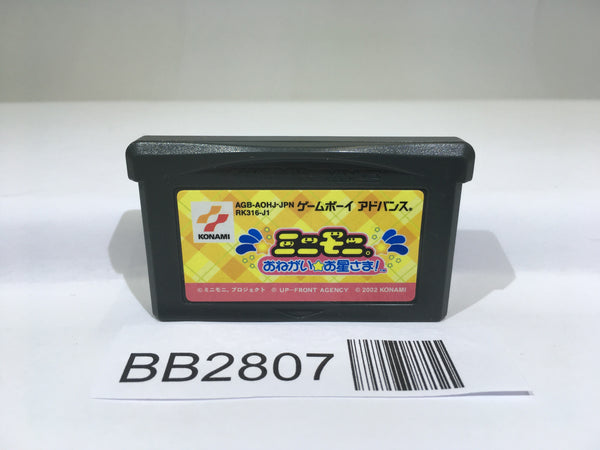 AGB-AOHJ-JPN ゲームボーイ アドバンス®
RK316-J1
KONAMI
ミニモニ。
おねがい☆お星さま!
© ミニモニ。プロジェクト © UP-FRONT AGENCY © 2002 KONAMI
BB2807